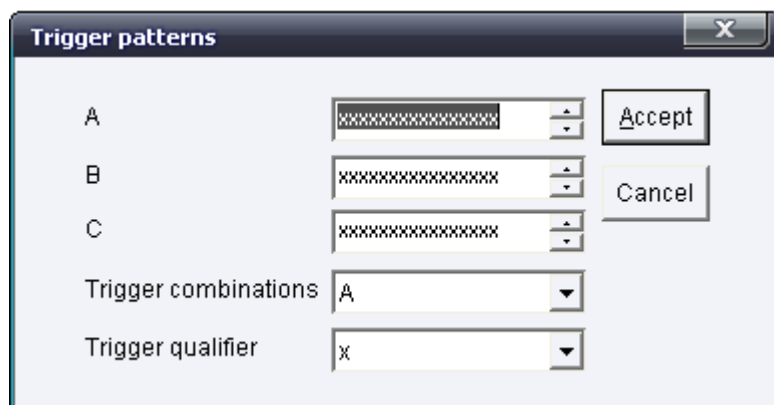 Trigger patterns
A xxxxxxxxxxxxxxxx Accept
B xxxxxxxxxxxxxxxx Cancel
C xxxxxxxxxxxxxxxx
Trigger combinations A
Trigger qualifier x